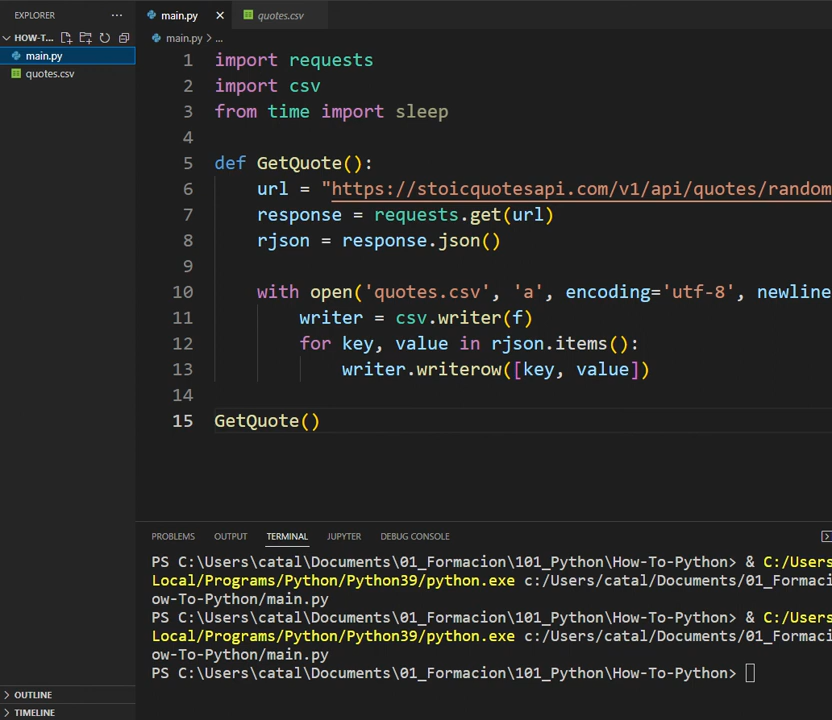 EXPLORER ...
main.py × quotes.csv
HOW-T...
main.py > ...
main.py
quotes.csv
1 import requests
2 import csv
3 from time import sleep
4
5 def GetQuote():
6 url = "https://stoicquotesapi.com/v1/api/quotes/random
7 response = requests.get(url)
8 rjson = response.json()
9
10 with open('quotes.csv', 'a', encoding='utf-8', newline
11 writer = csv.writer(f)
12 for key, value in rjson.items():
13 writer.writerow([key, value])
14
15 GetQuote()
PROBLEMS OUTPUT TERMINAL JUPYTER DEBUG CONSOLE
PS C:\Users\catal\Documents\01_Formacion\101_Python\How-To-Python> & C:/Users
Local/Programs/Python/Python39/python.exe c:/Users/catal/Documents/01_Formaci
ow-To-Python/main.py
PS C:\Users\catal\Documents\01_Formacion\101_Python\How-To-Python> & C:/Users
Local/Programs/Python/Python39/python.exe c:/Users/catal/Documents/01_Formaci
ow-To-Python/main.py
PS C:\Users\catal\Documents\01_Formacion\101_Python\How-To-Python>
OUTLINE
TIMELINE